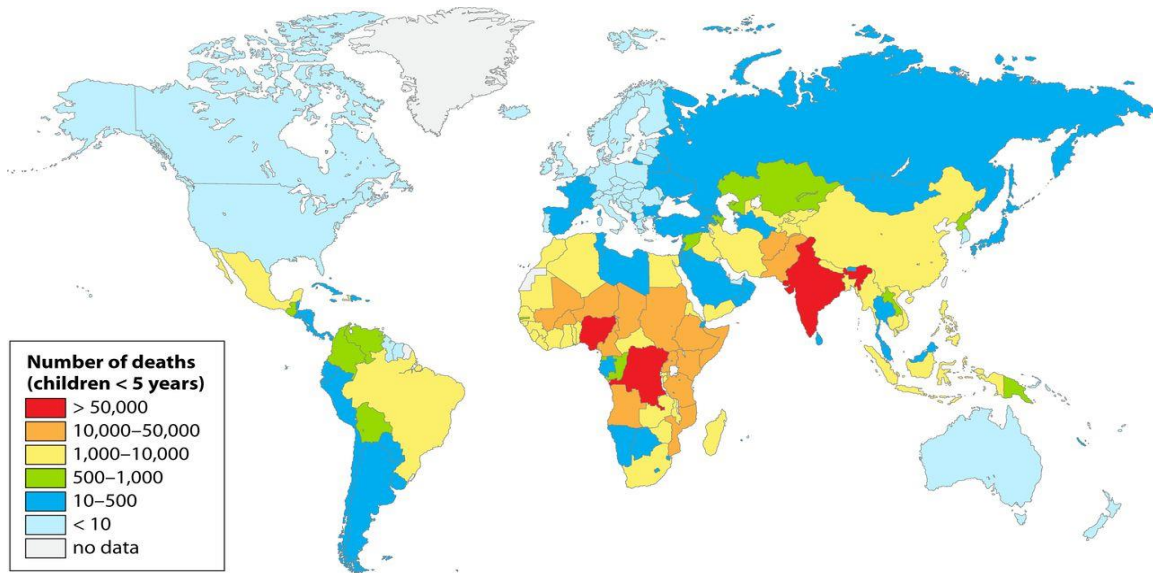 Number of deaths
(children < 5 years)
> 50,000
10,000–50,000
1,000–10,000
500–1,000
10–500
< 10
no data